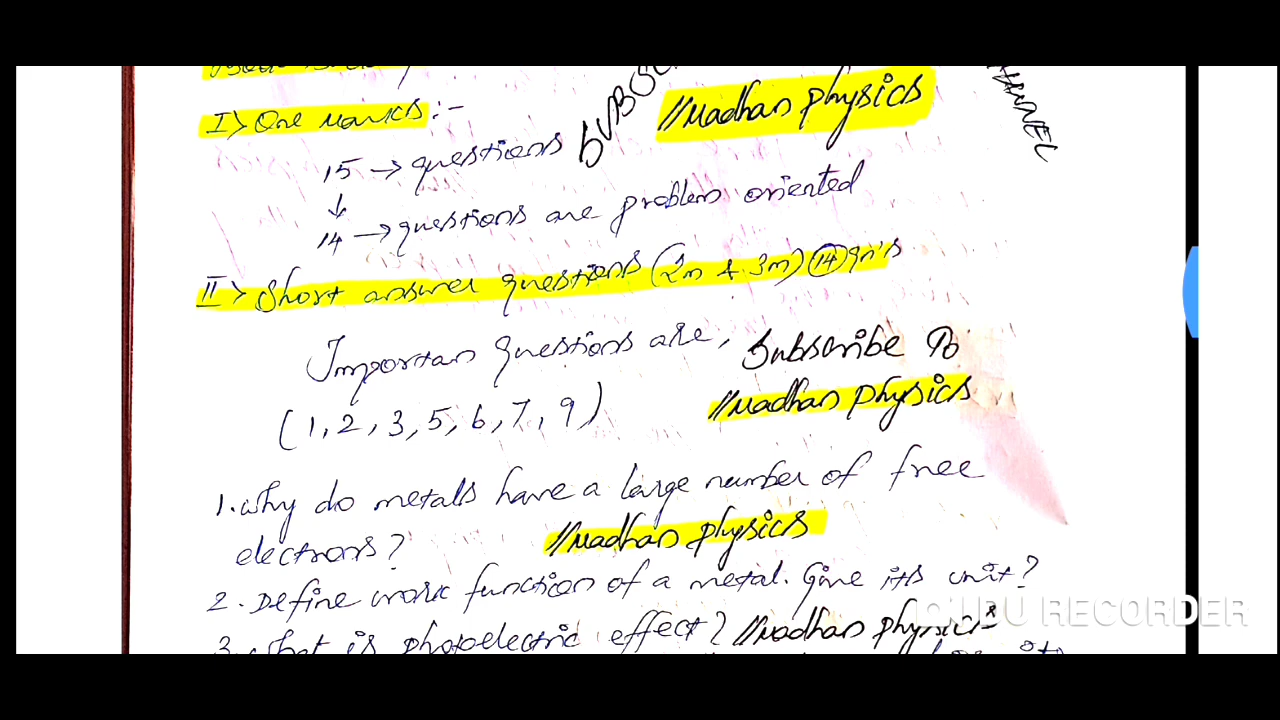 I> One marks :-
//Madhan physics
15 → questions
14 → questions are problem oriented
II> Short answer questions (2m & 3m) 14 qn's
Importan questions are,
Subscribe To
//Madhan physics
(1, 2, 3, 5, 6, 7, 9)
1. Why do metals have a large number of free
electrons?
//Madhan physics
2. Define work function of a metal. Give its unit?
3. What is photoelectric effect? //Madhan physics
RECORDER